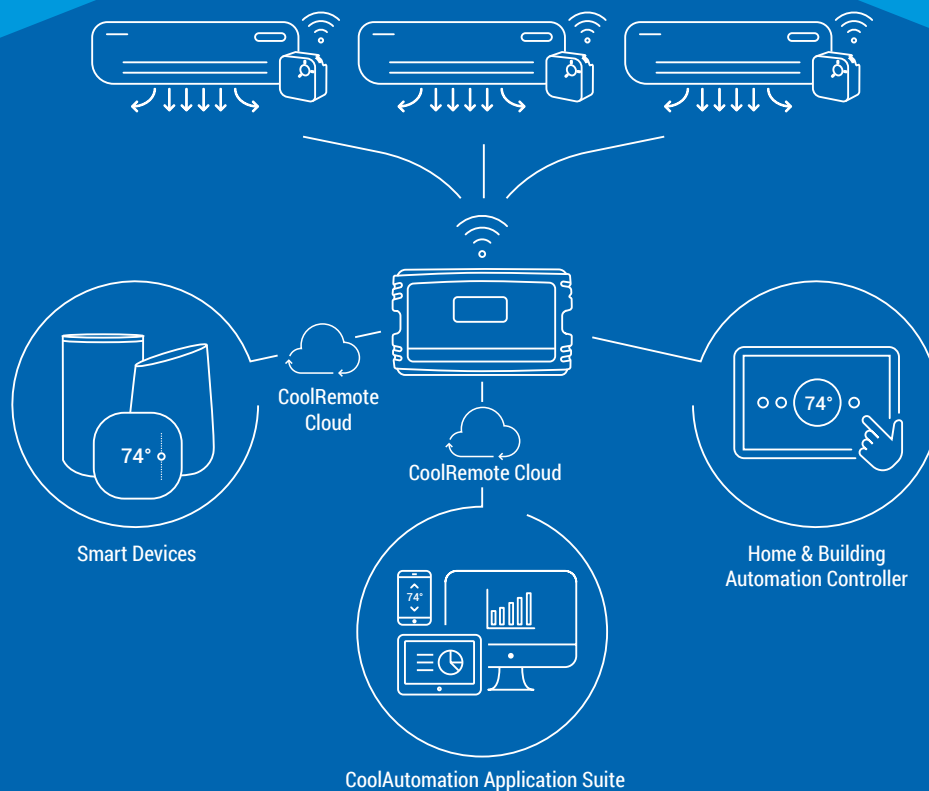 CoolRemote
Cloud
74°
Smart Devices
CoolRemote Cloud
74°
Home & Building
Automation Controller
74°
CoolAutomation Application Suite